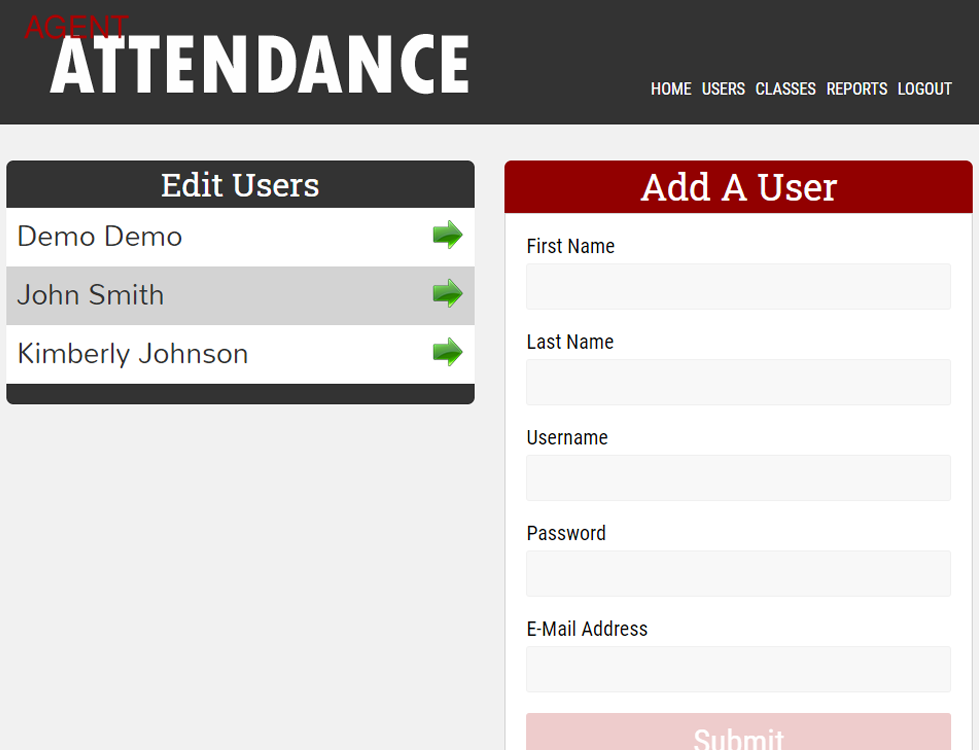 AGENT
ATTENDANCE
HOME USERS CLASSES REPORTS LOGOUT
Edit Users
Demo Demo
John Smith
Kimberly Johnson
Add A User
First Name
Last Name
Username
Password
E-Mail Address
Submit